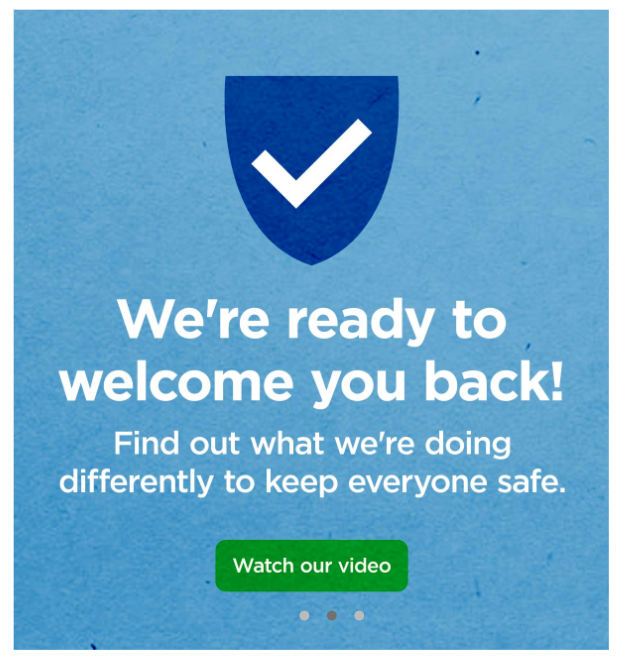 We're ready to
welcome you back!
Find out what we're doing
differently to keep everyone safe.
Watch our video